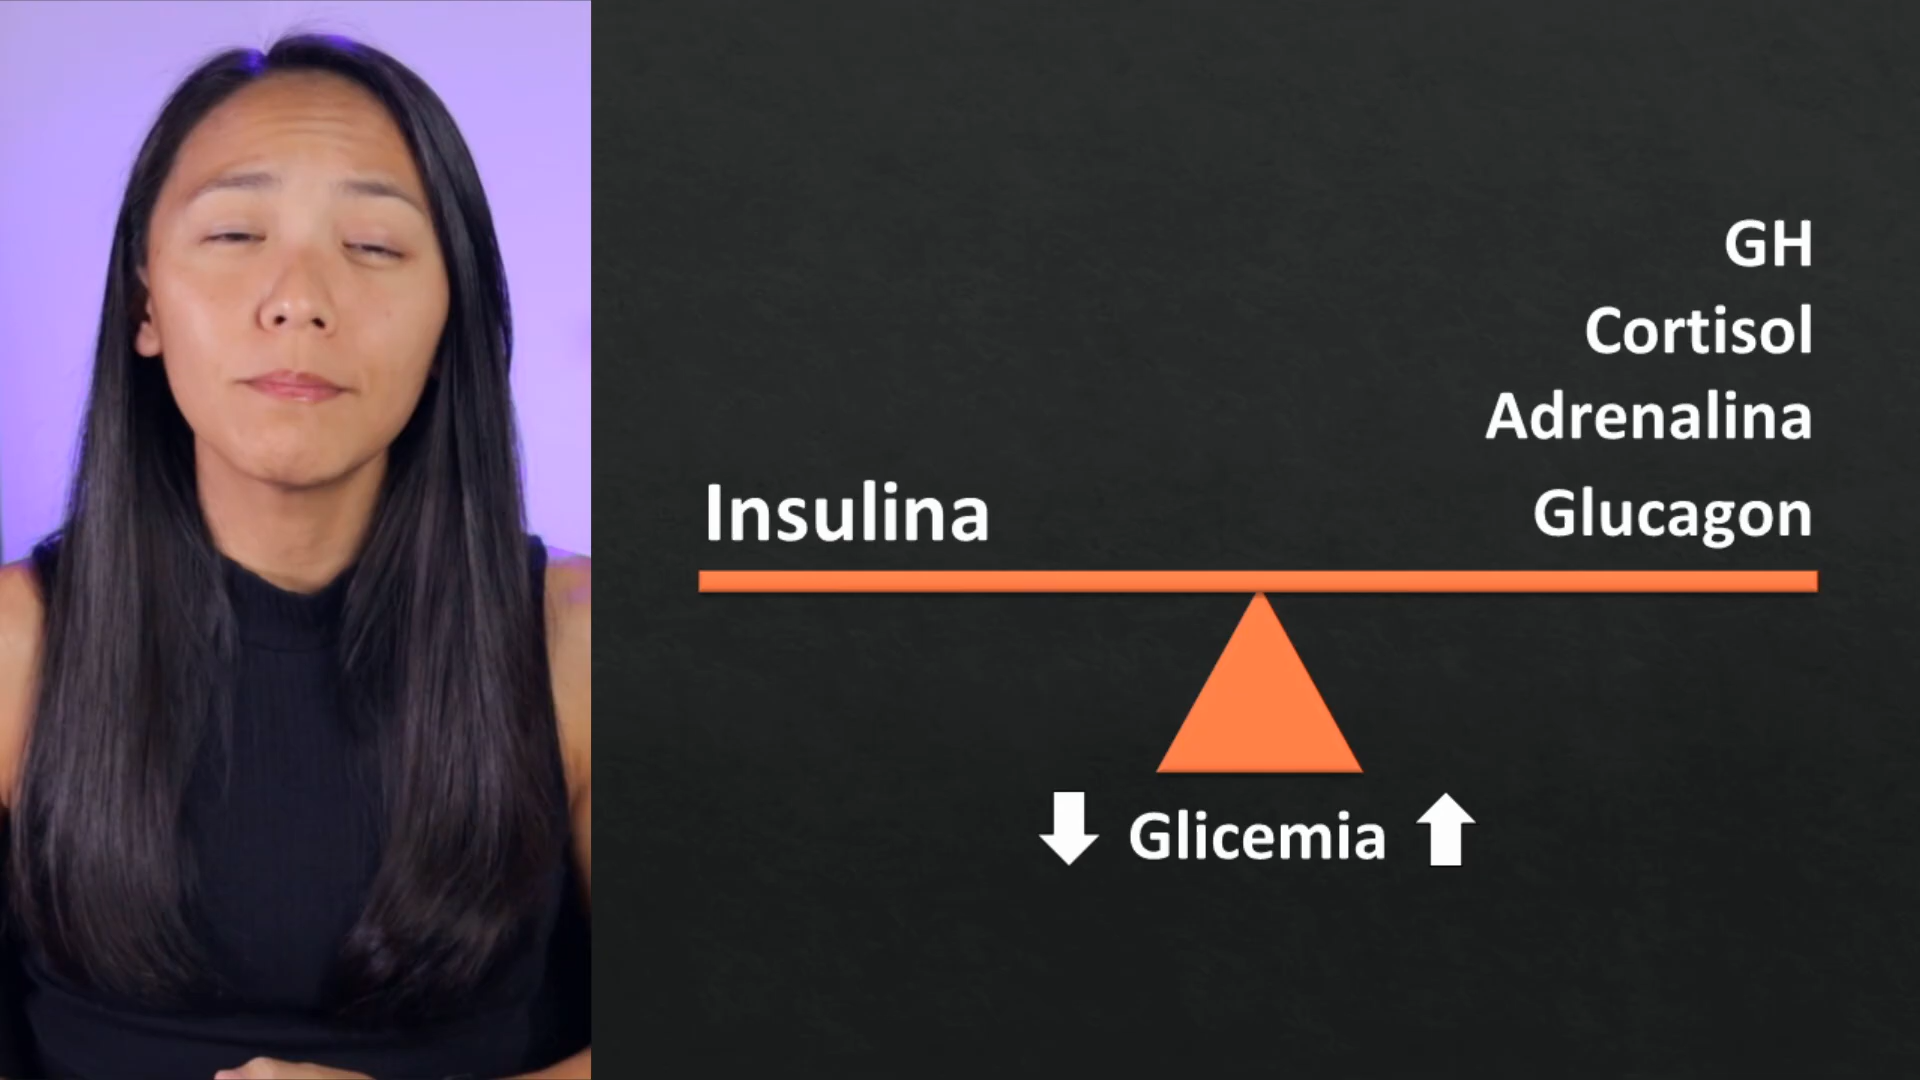 GH
Cortisol
Adrenalina
Insulina
Glucagon
Glicemia